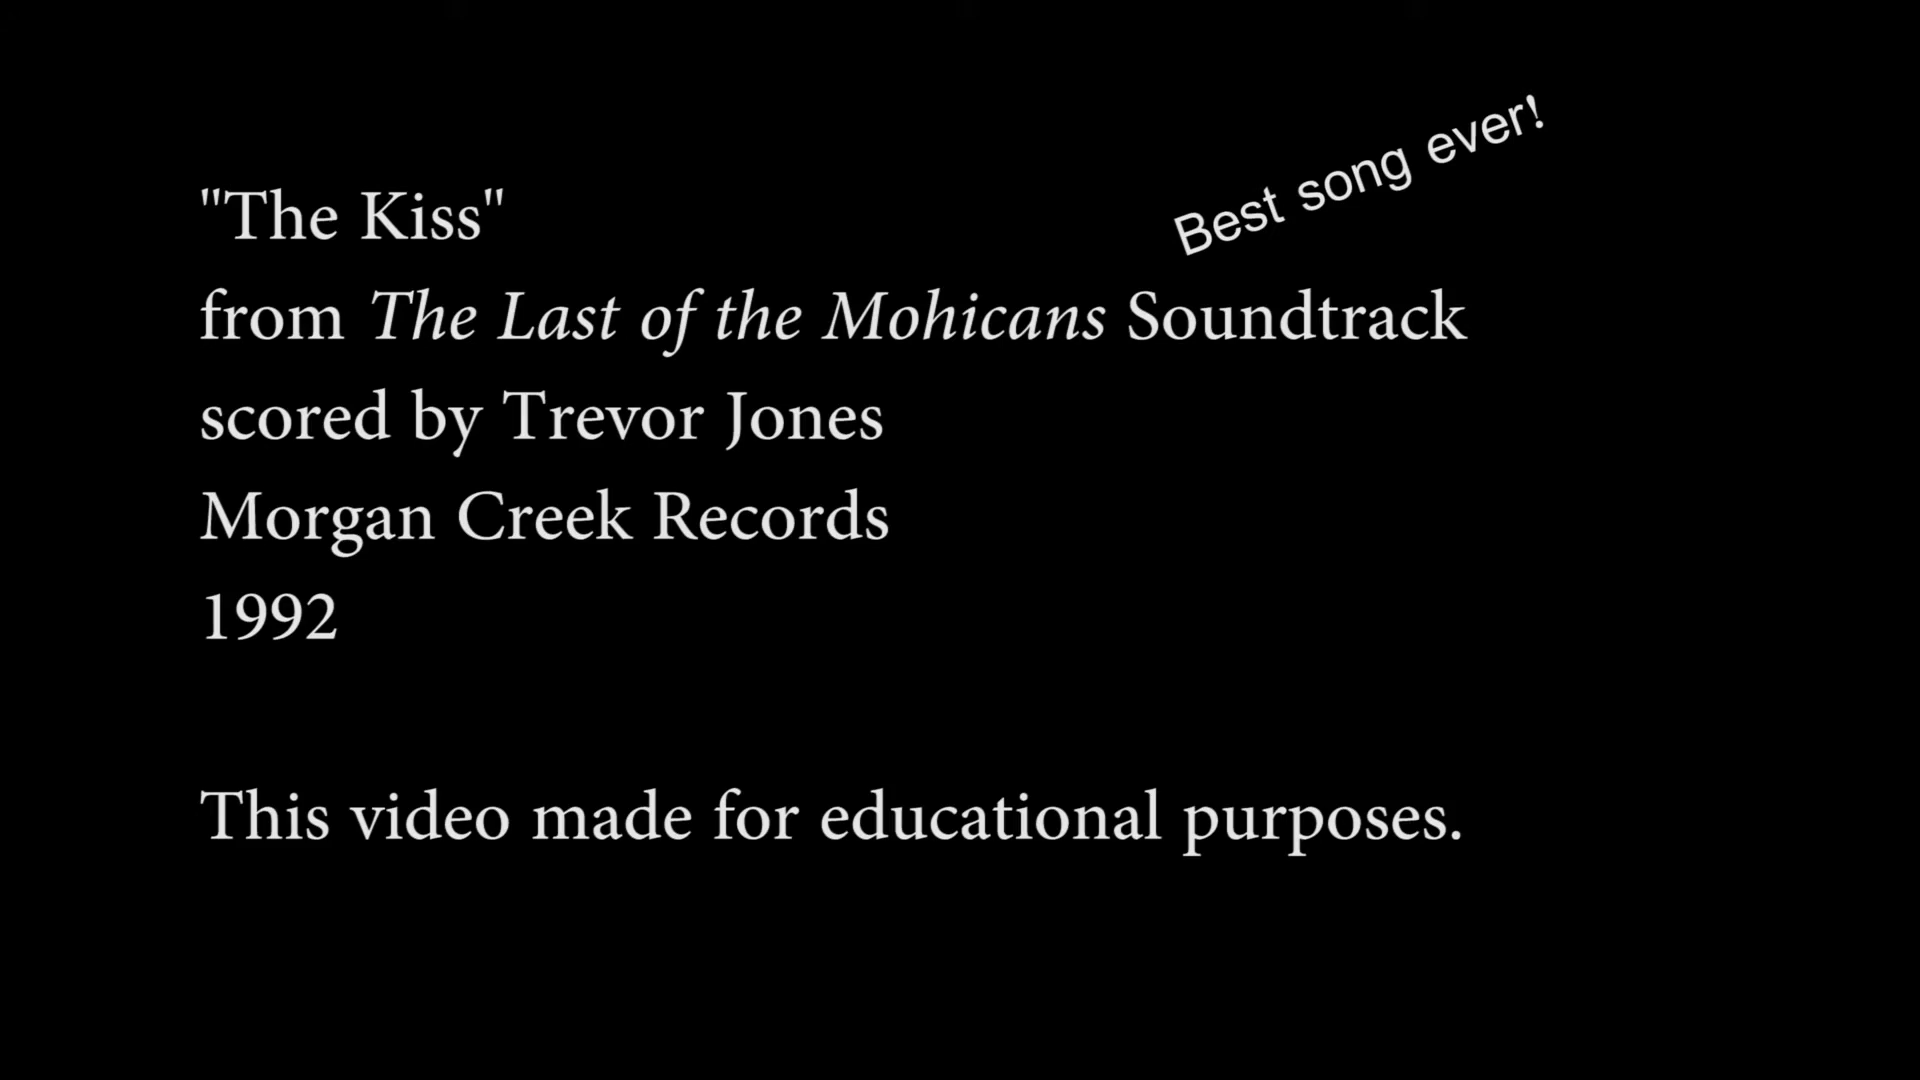 Best song ever!
"The Kiss"
from The Last of the Mohicans Soundtrack
scored by Trevor Jones
Morgan Creek Records
1992
This video made for educational purposes.